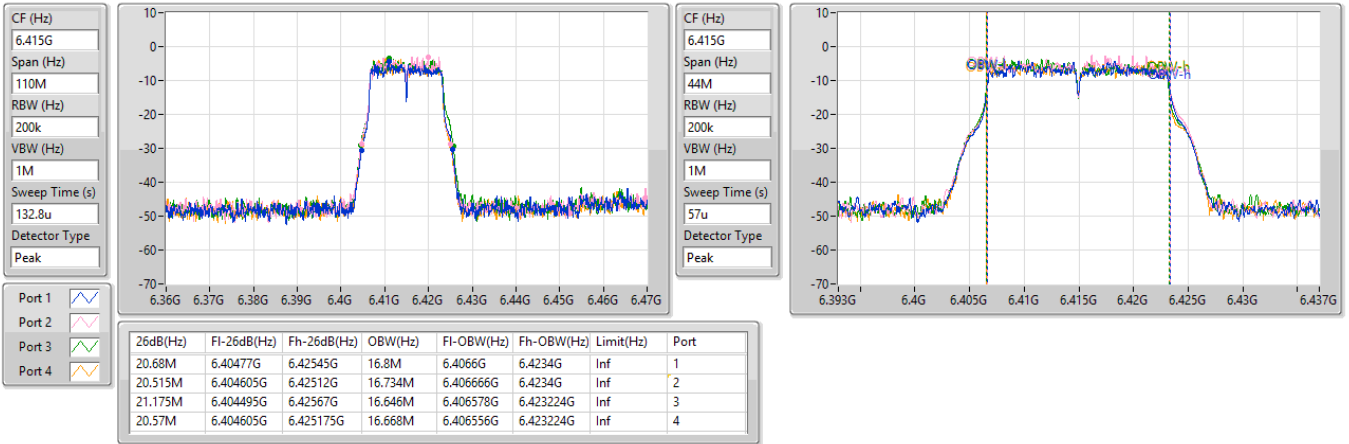 CF (Hz)
6.415G
Span (Hz)
110M
RBW (Hz)
200k
VBW (Hz)
1M
Sweep Time (s)
132.8u
Detector Type
Peak
10
0
-10
-20
-30
-40
-50
-60
-70
6.36G 6.37G 6.38G 6.39G 6.4G 6.41G 6.42G 6.43G 6.44G 6.45G 6.46G 6.47G
CF (Hz)
6.415G
Span (Hz)
44M
RBW (Hz)
200k
VBW (Hz)
1M
Sweep Time (s)
57u
Detector Type
Peak
10
0
-10
-20
-30
-40
-50
-60
-70
OBW-h
6.393G 6.4G 6.405G 6.41G 6.415G 6.42G 6.425G 6.43G 6.437G
Port 1
Port 2
Port 3
Port 4
26dB(Hz) Fl-26dB(Hz) Fh-26dB(Hz) OBW(Hz) Fl-OBW(Hz) Fh-OBW(Hz) Limit(Hz) Port
20.68M 6.40477G 6.42545G 16.8M 6.4066G 6.4234G Inf 1
20.515M 6.404605G 6.42512G 16.734M 6.406666G 6.4234G Inf 2
21.175M 6.404495G 6.42567G 16.646M 6.406578G 6.423224G Inf 3
20.57M 6.404605G 6.425175G 16.668M 6.406556G 6.423224G Inf 4